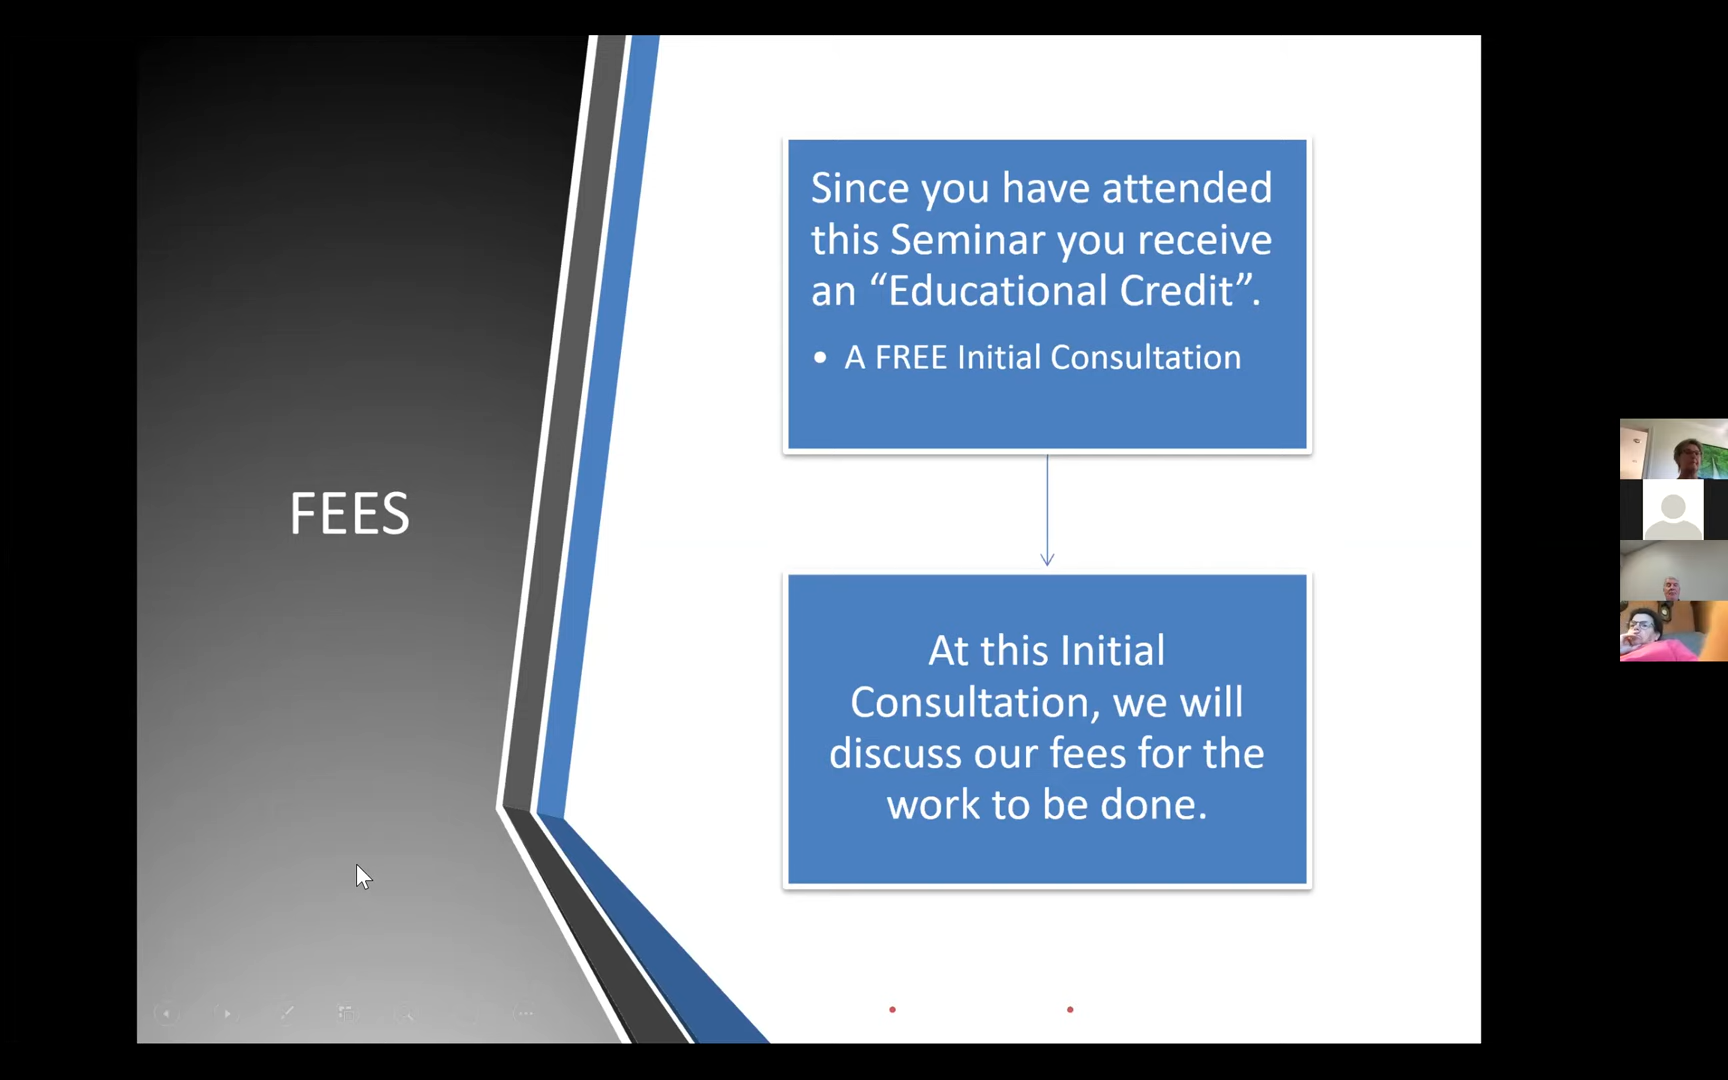 FEES
Since you have attended
this Seminar you receive
an “Educational Credit”.
• A FREE Initial Consultation
At this Initial
Consultation, we will
discuss our fees for the
work to be done.